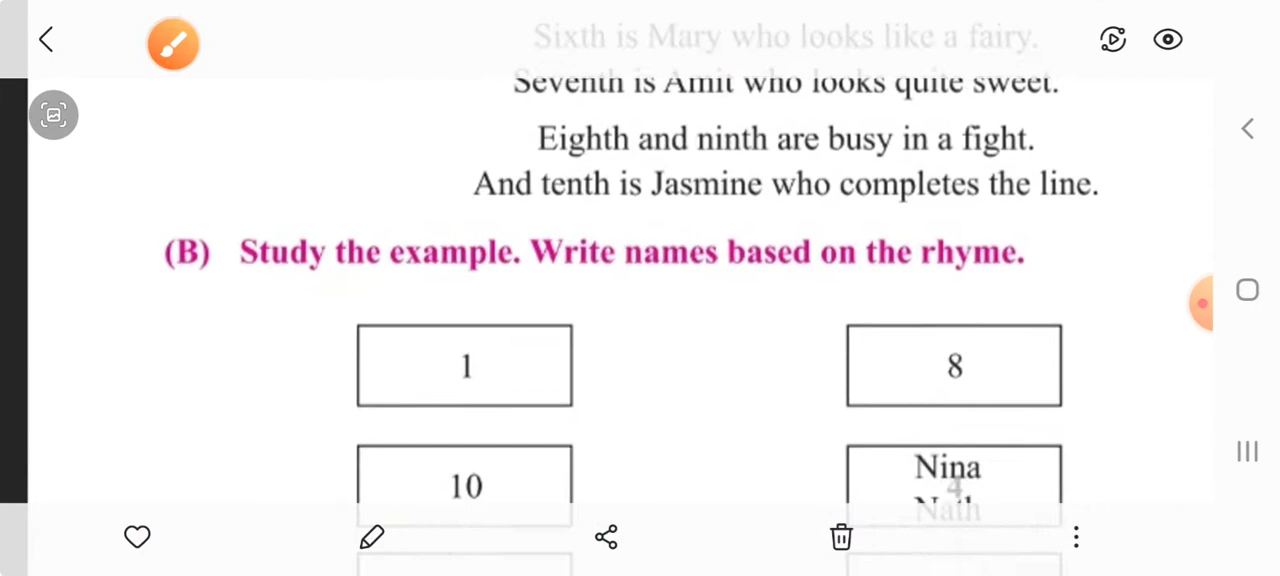 Sixth is Mary who looks like a fairy.
Seventh is Amit who looks quite sweet.
Eighth and ninth are busy in a fight.
And tenth is Jasmine who completes the line.
(B) Study the example. Write names based on the rhyme.
1
8
10
Nina
4
Nath